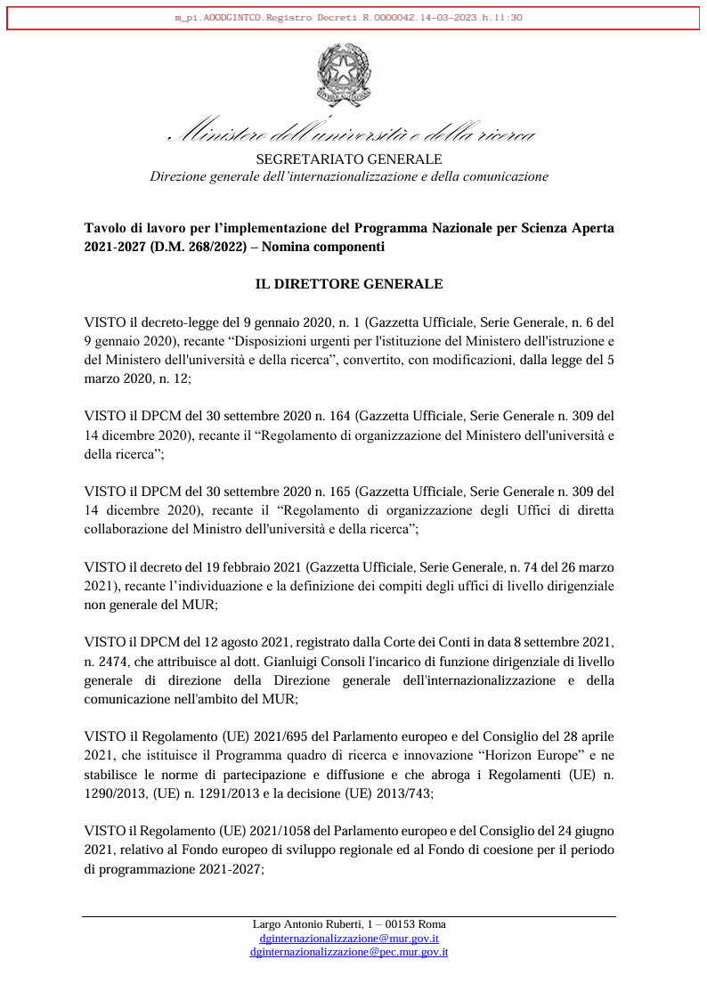 m_pi.AOODGINTCO.Registro Decreti.R.0000042.14-03-2023.h.11:30
Ministero dell'università e della ricerca
SEGRETARIATO GENERALE
Direzione generale dell’internazionalizzazione e della comunicazione
Tavolo di lavoro per l’implementazione del Programma Nazionale per Scienza Aperta
2021-2027 (D.M. 268/2022) – Nomina componenti
IL DIRETTORE GENERALE
VISTO il decreto-legge del 9 gennaio 2020, n. 1 (Gazzetta Ufficiale, Serie Generale, n. 6 del
9 gennaio 2020), recante “Disposizioni urgenti per l'istituzione del Ministero dell'istruzione e
del Ministero dell'università e della ricerca”, convertito, con modificazioni, dalla legge del 5
marzo 2020, n. 12;
VISTO il DPCM del 30 settembre 2020 n. 164 (Gazzetta Ufficiale, Serie Generale n. 309 del
14 dicembre 2020), recante il “Regolamento di organizzazione del Ministero dell'università e
della ricerca”;
VISTO il DPCM del 30 settembre 2020 n. 165 (Gazzetta Ufficiale, Serie Generale n. 309 del
14 dicembre 2020), recante il “Regolamento di organizzazione degli Uffici di diretta
collaborazione del Ministro dell'università e della ricerca”;
VISTO il decreto del 19 febbraio 2021 (Gazzetta Ufficiale, Serie Generale, n. 74 del 26 marzo
2021), recante l’individuazione e la definizione dei compiti degli uffici di livello dirigenziale
non generale del MUR;
VISTO il DPCM del 12 agosto 2021, registrato dalla Corte dei Conti in data 8 settembre 2021,
n. 2474, che attribuisce al dott. Gianluigi Consoli l'incarico di funzione dirigenziale di livello
generale di direzione della Direzione generale dell'internazionalizzazione e della
comunicazione nell'ambito del MUR;
VISTO il Regolamento (UE) 2021/695 del Parlamento europeo e del Consiglio del 28 aprile
2021, che istituisce il Programma quadro di ricerca e innovazione “Horizon Europe” e ne
stabilisce le norme di partecipazione e diffusione e che abroga i Regolamenti (UE) n.
1290/2013, (UE) n. 1291/2013 e la decisione (UE) 2013/743;
VISTO il Regolamento (UE) 2021/1058 del Parlamento europeo e del Consiglio del 24 giugno
2021, relativo al Fondo europeo di sviluppo regionale ed al Fondo di coesione per il periodo
di programmazione 2021-2027;
Largo Antonio Ruberti, 1 – 00153 Roma
dginternazionalizzazione@mur.gov.it
dginternazionalizzazione@pec.mur.gov.it